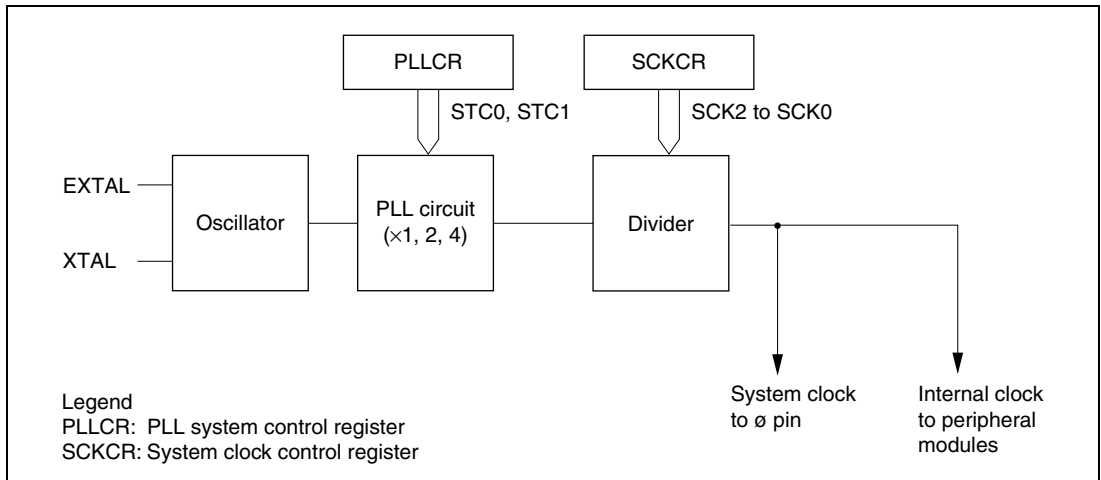 PLLCR
SCKCR
STC0, STC1
SCK2 to SCK0
EXTAL
XTAL
Oscillator
PLL circuit
(×1, 2, 4)
Divider
System clock
to ø pin
Internal clock
to peripheral
modules
Legend
PLLCR: PLL system control register
SCKCR: System clock control register